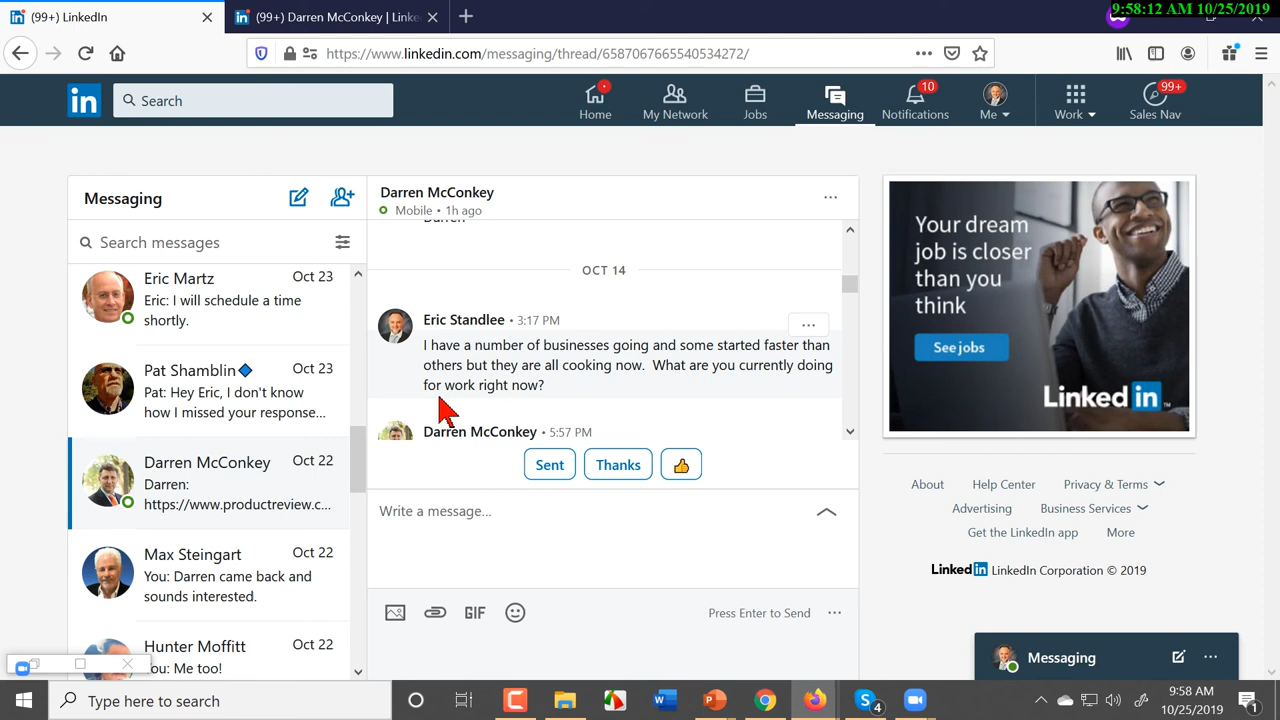 9:58:12 AM 10/25/2019
(99+) LinkedIn
(99+) Darren McConkey | Linke
https://www.linkedin.com/messaging/thread/6587067665540534272/
in
Search
Home
My Network
Jobs
Messaging
10
Notifications
Me
Work
99+
Sales Nav
Messaging
Search messages
Eric Martz
Oct 23
Eric: I will schedule a time
shortly.
Pat Shamblin
Oct 23
Pat: Hey Eric, I don't know
how I missed your response...
Darren McConkey
Oct 22
Darren:
https://www.productreview.c...
Max Steingart
Oct 22
You: Darren came back and
sounds interested.
Hunter Moffitt
Oct 22
You: Me too!
Darren McConkey
Mobile • 1h ago
Darren
OCT 14
Eric Standlee • 3:17 PM
I have a number of businesses going and some started faster than
others but they are all cooking now. What are you currently doing
for work right now?
Darren McConkey • 5:57 PM
Sent
Thanks
Write a message...
GIF
Press Enter to Send
Your dream
job is closer
than you
think
See jobs
Linked in
About
Help Center
Privacy & Terms
Advertising
Business Services
Get the LinkedIn app
More
Linked in LinkedIn Corporation © 2019
Messaging
Type here to search
4
9:58 AM
10/25/2019
1